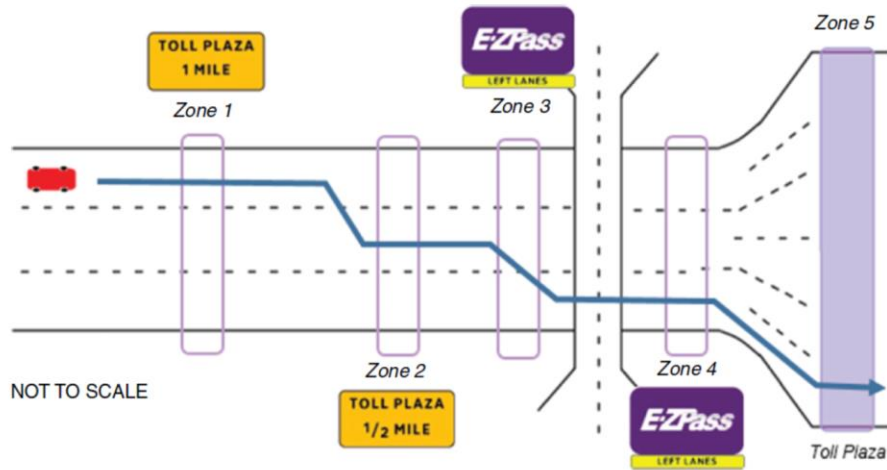 Zone 5
TOLL PLAZA
1 MILE
E-ZPass
LEFT LANES
Zone 1
Zone 3
Zone 2
Zone 4
NOT TO SCALE
TOLL PLAZA
1/2 MILE
E-ZPass
LEFT LANES
Toll Plaza